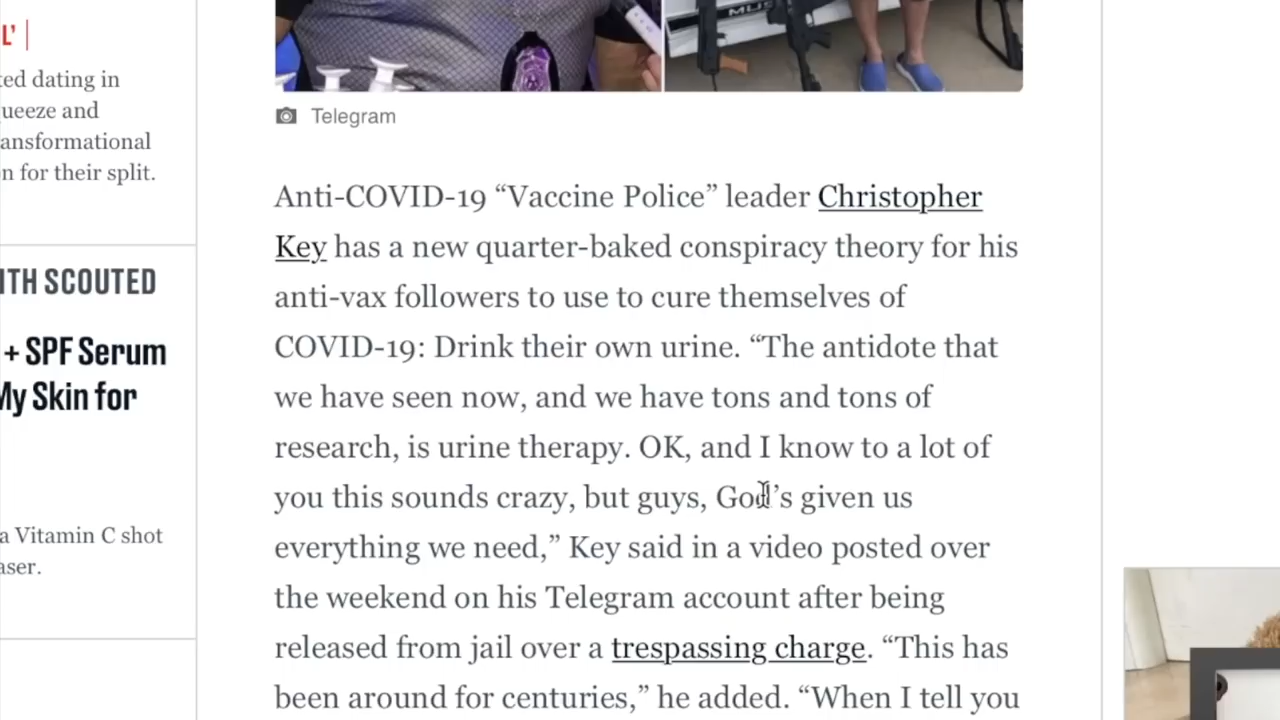 L' |
ted dating in
ueeze and
ansformational
n for their split.
ITH SCOUTED
+ SPF Serum
My Skin for
a Vitamin C shot
aser.
MUS
Telegram
Anti-COVID-19 “Vaccine Police” leader Christopher
Key has a new quarter-baked conspiracy theory for his
anti-vax followers to use to cure themselves of
COVID-19: Drink their own urine. “The antidote that
we have seen now, and we have tons and tons of
research, is urine therapy. OK, and I know to a lot of
you this sounds crazy, but guys, God’s given us
everything we need,” Key said in a video posted over
the weekend on his Telegram account after being
released from jail over a trespassing charge. “This has
been around for centuries,” he added. “When I tell you